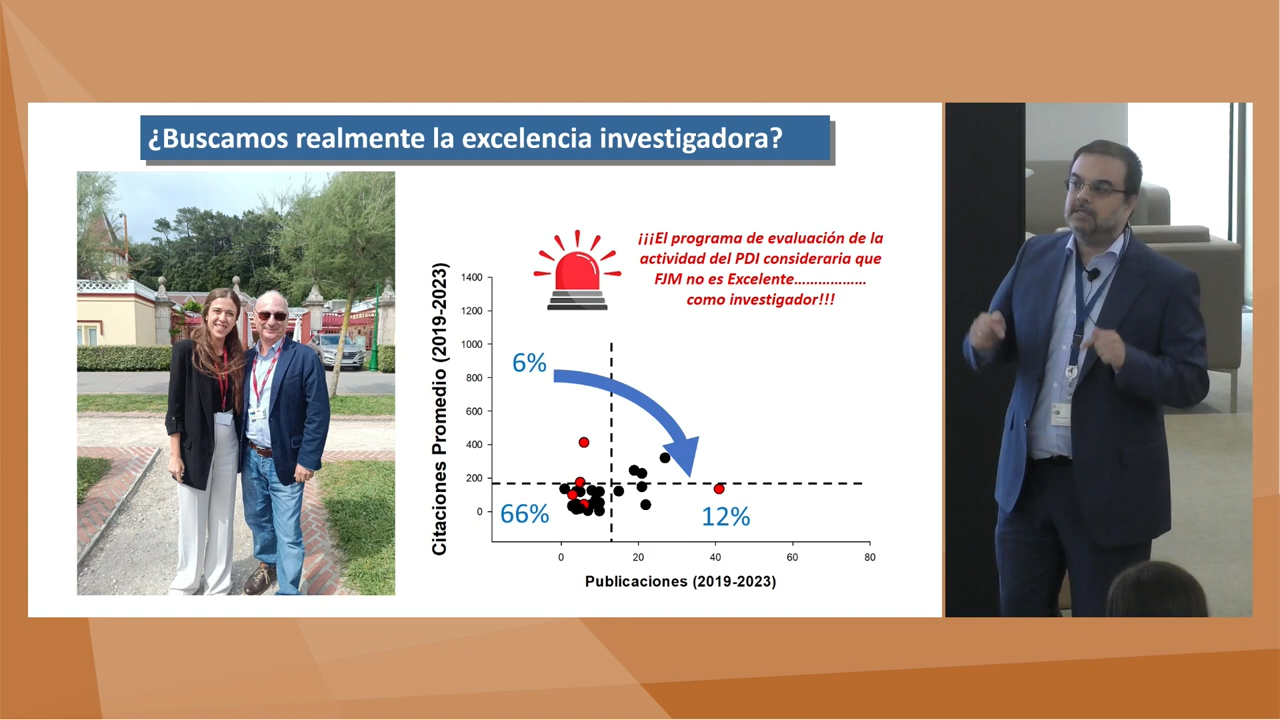 ¿Buscamos realmente la excelencia investigadora?
¡¡¡El programa de evaluación de la
actividad del PDI consideraria que
FJM no es Excelente………………
como investigador!!!
Citaciones Promedio (2019-2023)
1400
1200
1000
800
600
400
200
0
6%
66%
12%
0
20
40
60
80
Publicaciones (2019-2023)